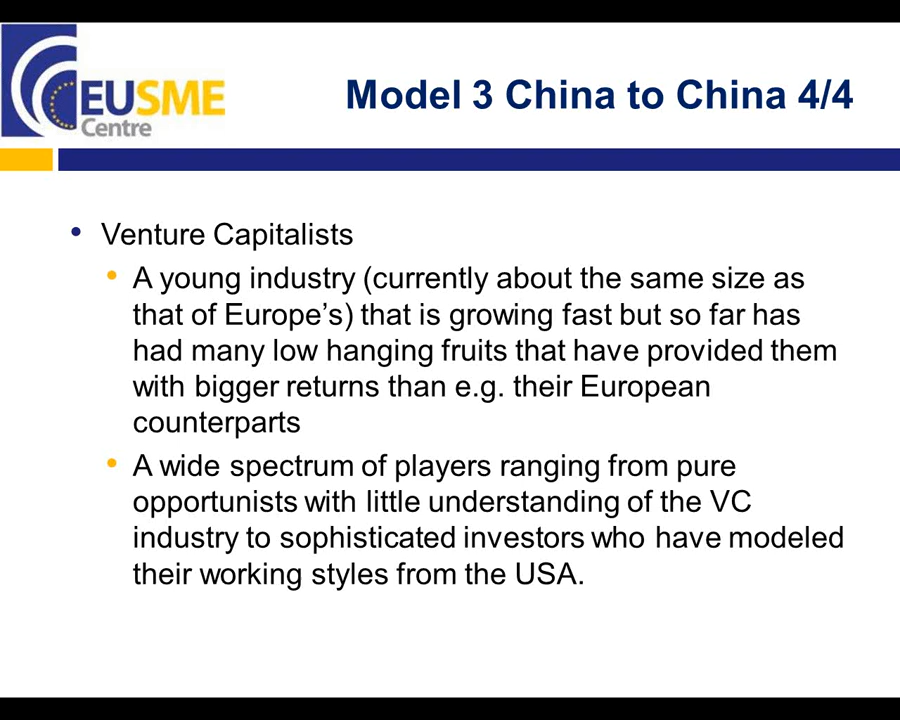 EUSME
Centre
Model 3 China to China 4/4
• Venture Capitalists
• A young industry (currently about the same size as
that of Europe’s) that is growing fast but so far has
had many low hanging fruits that have provided them
with bigger returns than e.g. their European
counterparts
• A wide spectrum of players ranging from pure
opportunists with little understanding of the VC
industry to sophisticated investors who have modeled
their working styles from the USA.